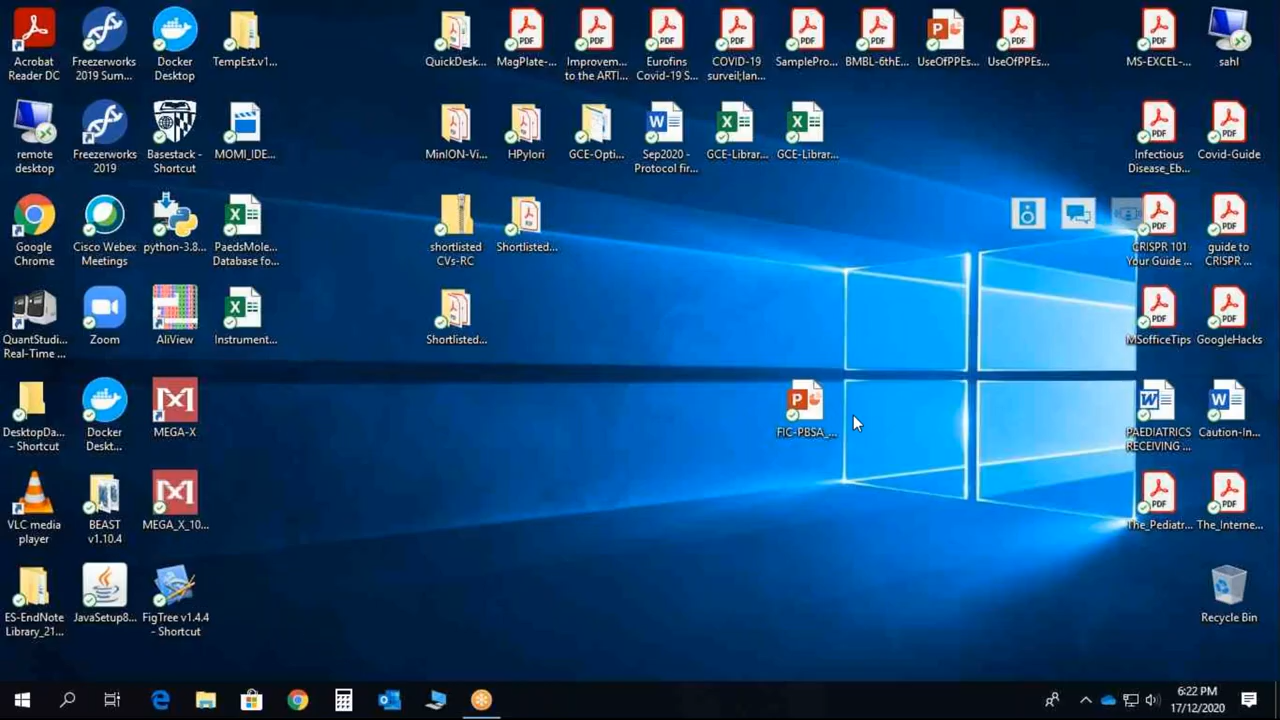 Acrobat
Reader DC
Freezerworks
2019 Sum...
Docker
Desktop
TempEst.v1...
QuickDesk...
MagPlate-...
Improvem...
to the ARTI...
Eurofins
Covid-19 S...
COVID-19
surveil;lan...
SamplePro...
BMBL-6thE...
UseOfPPEs...
UseOfPPEs...
MS-EXCEL-...
sahl
remote
desktop
Freezerworks
2019
Basestack -
Shortcut
MOMI_IDE...
MinION-Vi...
HPylori
GCE-Opti...
Sep2020 -
Protocol fir...
GCE-Librar...
GCE-Librar...
Infectious
Disease_Eb...
Covid-Guide
Google
Chrome
Cisco Webex
Meetings
python-3.8...
PaedsMole...
Database fo...
shortlisted
CVs-RC
Shortlisted...
CRISPR 101
Your Guide ...
guide to
CRISPR ...
QuantStudi...
Real-Time ...
Zoom
AliView
Instrument...
Shortlisted...
MSofficeTips
GoogleHacks
DesktopDa...
- Shortcut
Docker
Deskt...
MEGA-X
FIC-PBSA_...
PAEDIATRICS
RECEIVING ...
Caution-In...
VLC media
player
BEAST
v1.10.4
MEGA_X_10...
The_Pediatr...
The_Interne...
ES-EndNote
Library_21...
JavaSetup8...
FigTree v1.4.4
- Shortcut
Recycle Bin
6:22 PM
17/12/2020